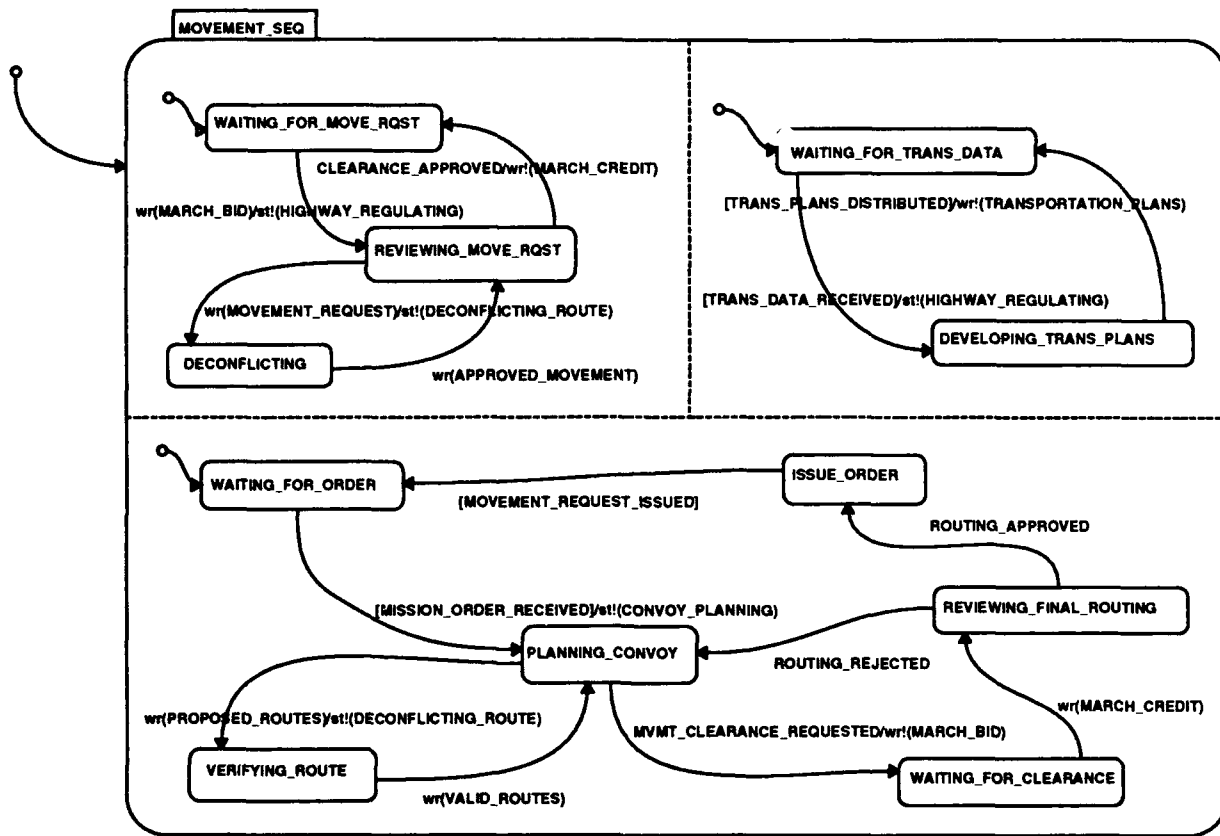 MOVEMENT_SEQ
WAITING_FOR_MOVE_RQST
CLEARANCE_APPROVED/wr!(MARCH_CREDIT)
wr(MARCH_BID)/st!(HIGHWAY_REGULATING)
REVIEWING_MOVE_RQST
wr(MOVEMENT_REQUEST)/st!(DECONFLICTING_ROUTE)
DECONFLICTING
wr(APPROVED_MOVEMENT)
WAITING_FOR_TRANS_DATA
[TRANS_PLANS_DISTRIBUTED]/wr!(TRANSPORTATION_PLANS)
[TRANS_DATA_RECEIVED]/st!(HIGHWAY_REGULATING)
DEVELOPING_TRANS_PLANS
WAITING_FOR_ORDER
ISSUE_ORDER
[MOVEMENT_REQUEST_ISSUED]
ROUTING_APPROVED
[MISSION_ORDER_RECEIVED]/st!(CONVOY_PLANNING)
REVIEWING_FINAL_ROUTING
PLANNING_CONVOY
ROUTING_REJECTED
wr(PROPOSED_ROUTES)/st!(DECONFLICTING_ROUTE)
wr(MARCH_CREDIT)
MVMT_CLEARANCE_REQUESTED/wr!(MARCH_BID)
VERIFYING_ROUTE
WAITING_FOR_CLEARANCE
wr(VALID_ROUTES)